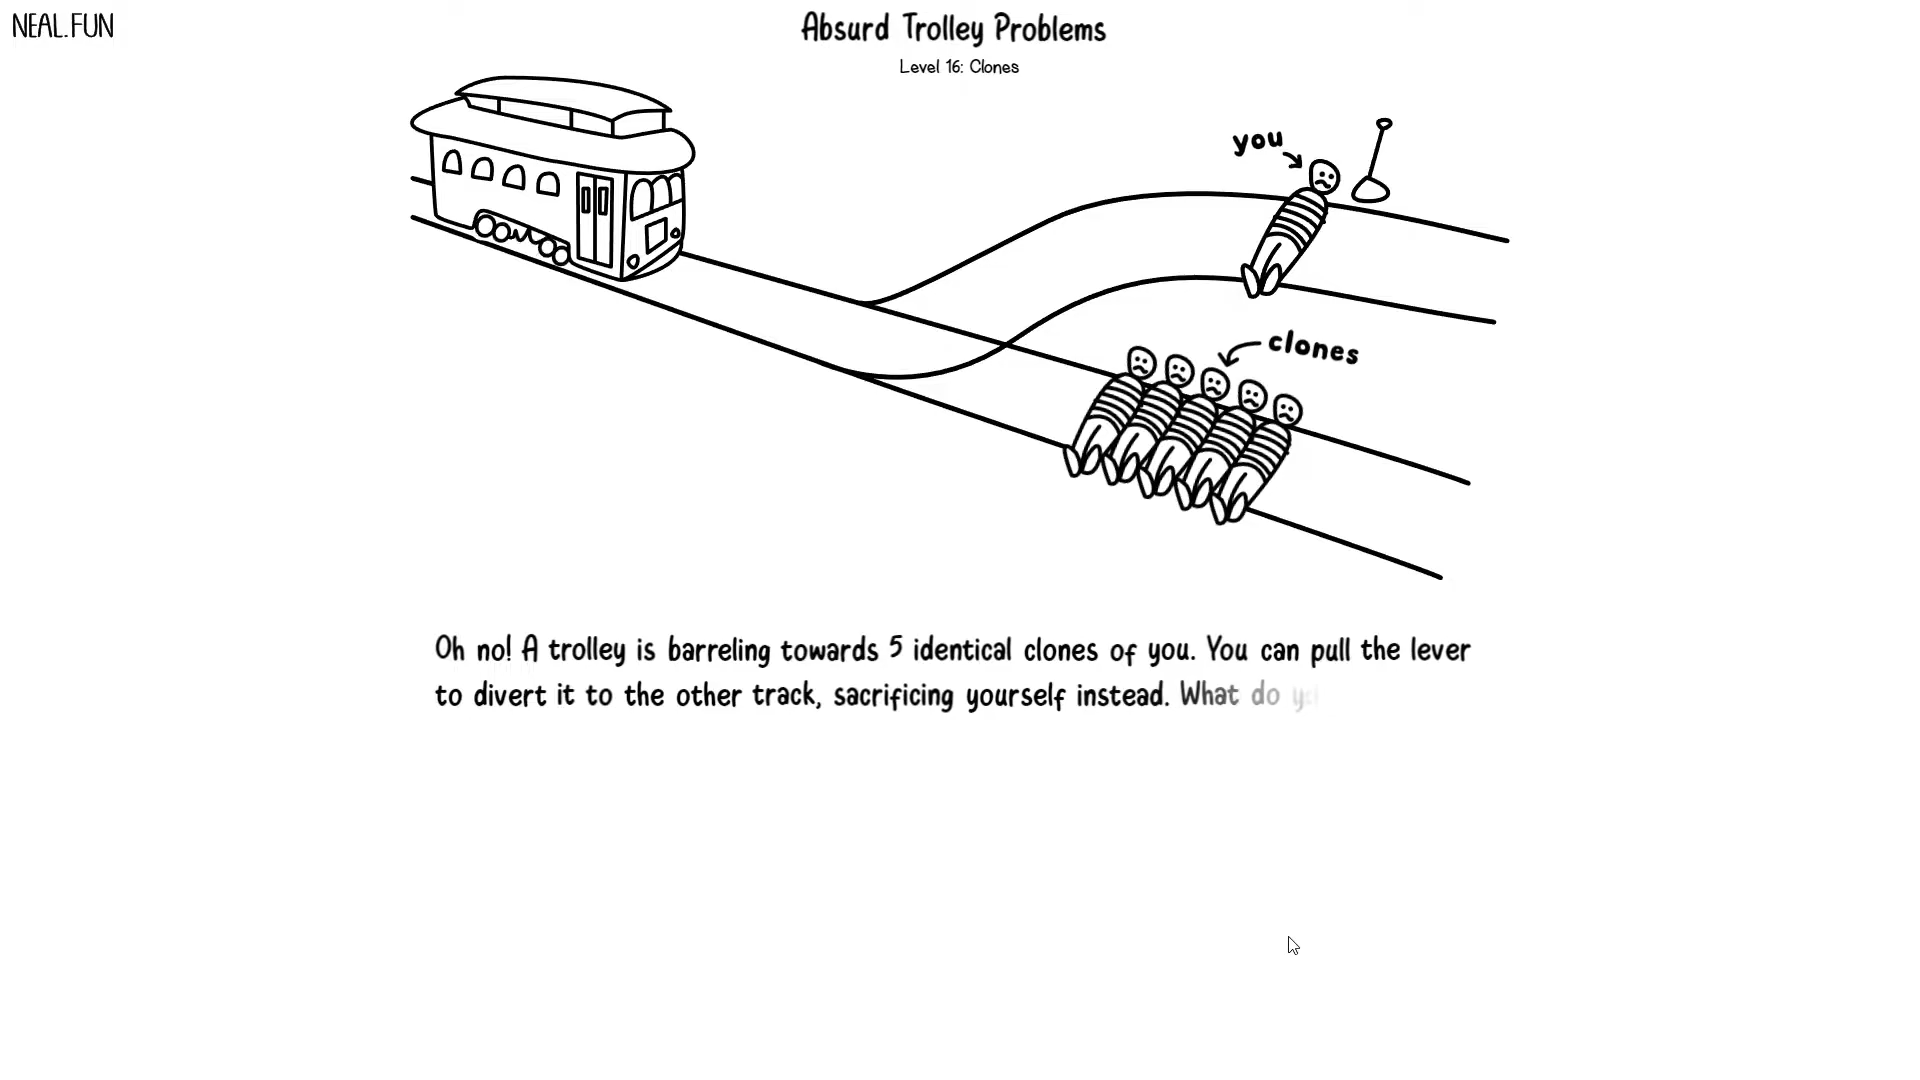 NEAL.FUN
Absurd Trolley Problems
Level 16: Clones
you
clones
Oh no! A trolley is barreling towards 5 identical clones of you. You can pull the lever
to divert it to the other track, sacrificing yourself instead. What do